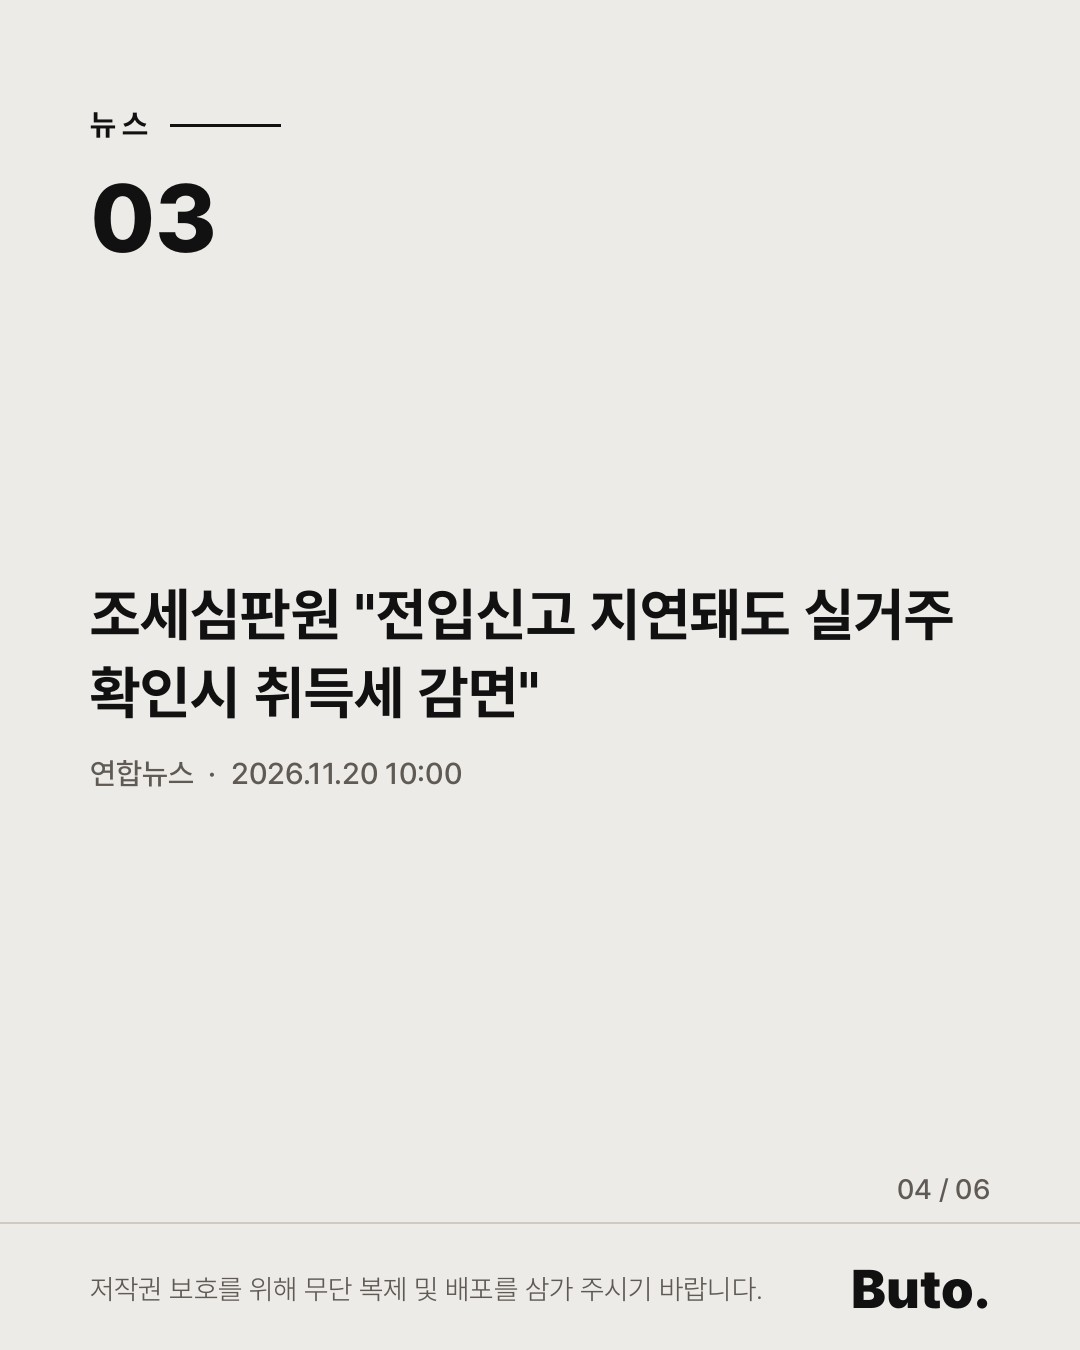 뉴스
03
조세심판원 "전입신고 지연돼도 실거주
확인시 취득세 감면"
연합뉴스 · 2026.11.20 10:00
04 / 06
저작권 보호를 위해 무단 복제 및 배포를 삼가 주시기 바랍니다.
Buto.